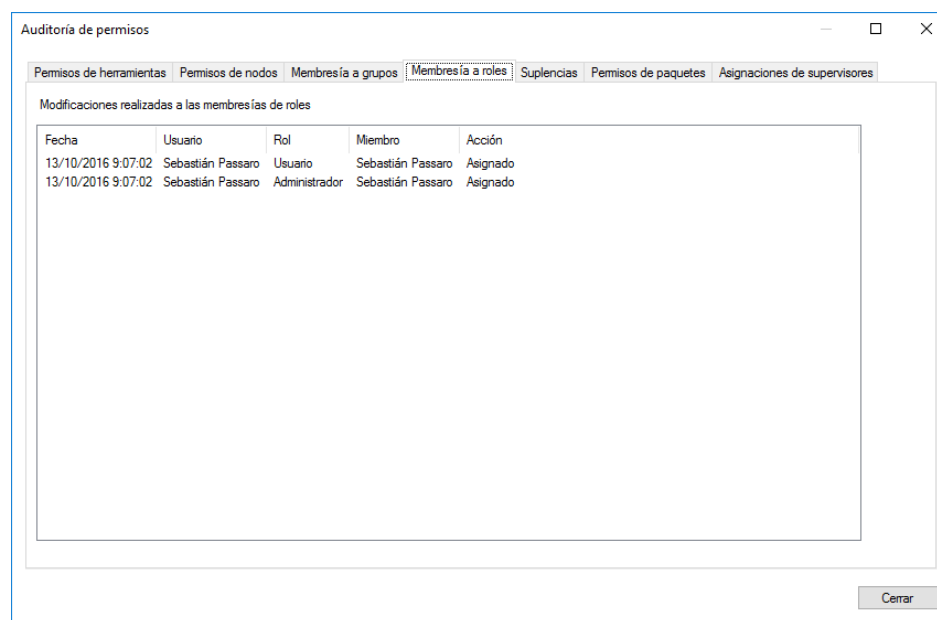 Auditoría de permisos
Permisos de herramientas Permisos de nodos Membresía a grupos Membresía a roles Suplencias Permisos de paquetes Asignaciones de supervisores
Modificaciones realizadas a las membresías de roles
Fecha Usuario Rol Miembro Acción
13/10/2016 9:07:02 Sebastián Passaro Usuario Sebastián Passaro Asignado
13/10/2016 9:07:02 Sebastián Passaro Administrador Sebastián Passaro Asignado
Cerrar